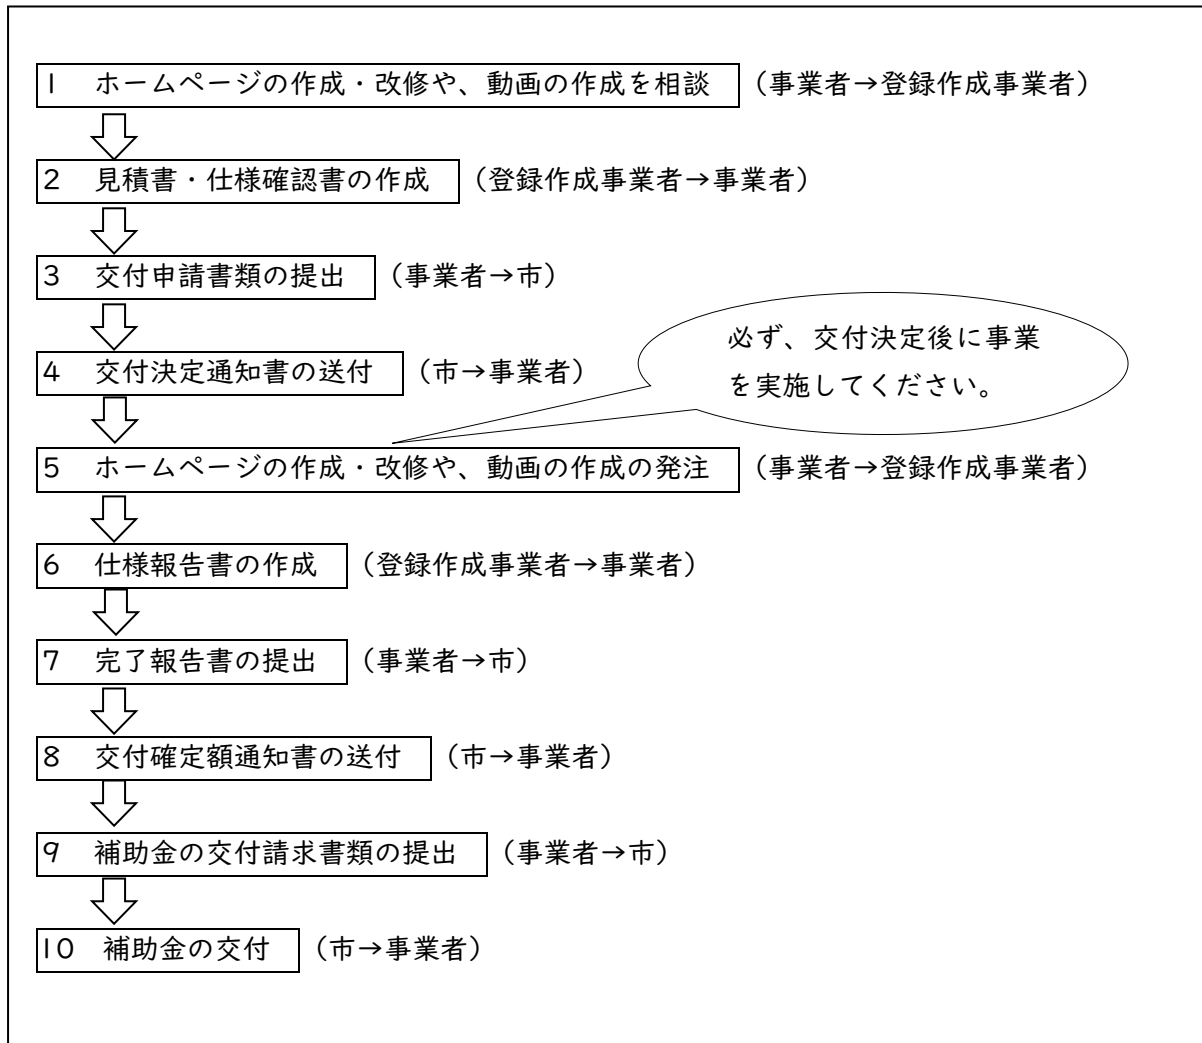 1 ホームページの作成・改修や、動画の作成を相談 （事業者→登録作成事業者）
2 見積書・仕様確認書の作成 （登録作成事業者→事業者）
3 交付申請書類の提出 （事業者→市）
必ず、交付決定後に事業
を実施してください。
4 交付決定通知書の送付 （市→事業者）
5 ホームページの作成・改修や、動画の作成の発注 （事業者→登録作成事業者）
6 仕様報告書の作成 （登録作成事業者→事業者）
7 完了報告書の提出 （事業者→市）
8 交付確定額通知書の送付 （市→事業者）
9 補助金の交付請求書類の提出 （事業者→市）
10 補助金の交付 （市→事業者）